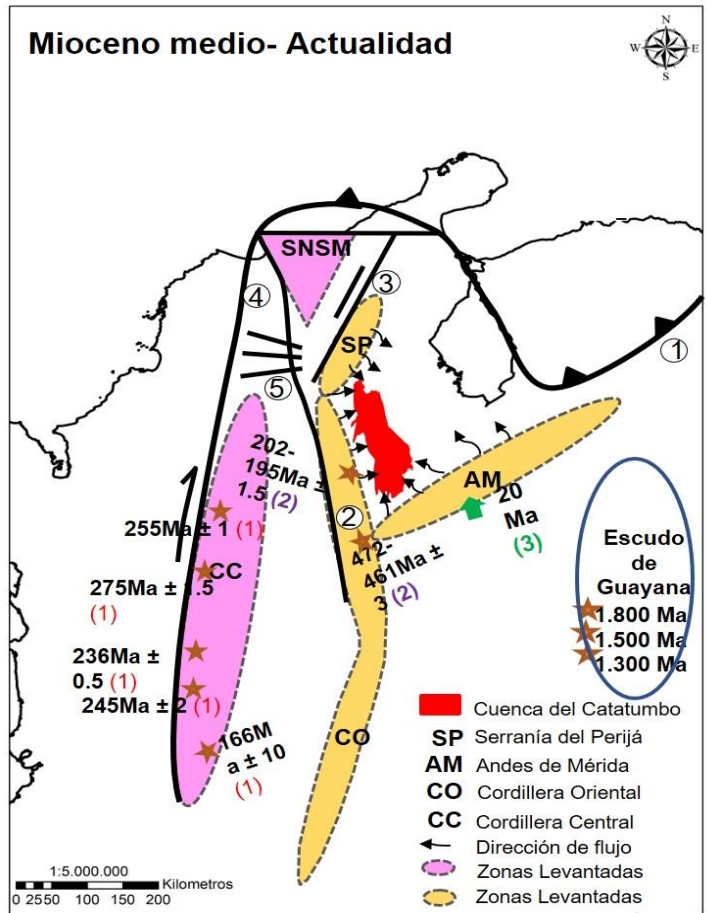 Mioceno medio- Actualidad
N
W
E
S
SNSM
③
④
SP
①
⑤
202-
195Ma ±
1.5 (2)
AM
20
Ma
(3)
255Ma ± 1 (1)
②
472-
461Ma ±
3 (2)
CC
275Ma ± 1.5
(1)
Escudo
de
Guayana
1.800 Ma
1.500 Ma
1.300 Ma
236Ma ±
0.5 (1)
245Ma ± 2 (1)
166M
a ± 10
(1)
CO
Cuenca del Catatumbo
SP Serranía del Perijá
AM Andes de Mérida
CO Cordillera Oriental
CC Cordillera Central
Dirección de flujo
Zonas Levantadas
Zonas Levantadas
1:5.000.000
Kilometros
0 2550 100 150 200